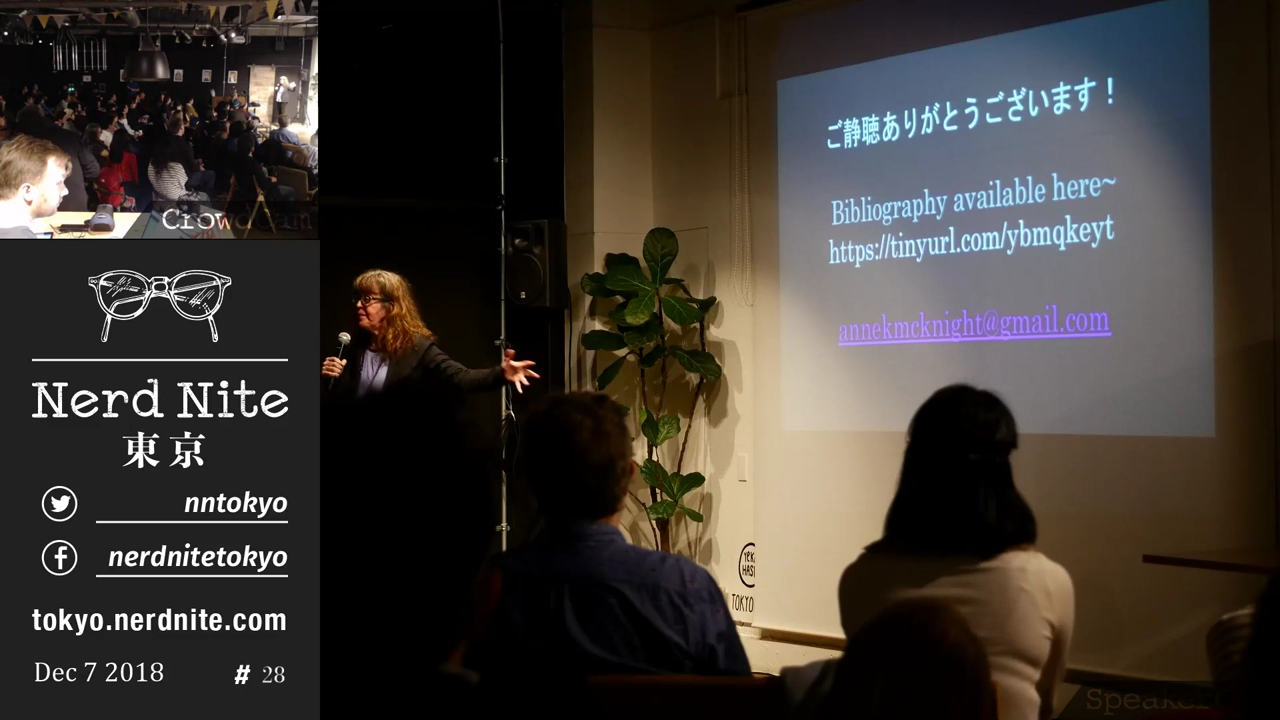 Crowd Cam
Nerd Nite
東京
nntokyo
nerdnitetokyo
tokyo.nerdnite.com
Dec 7 2018
# 28
ご静聴ありがとうございます！
Bibliography available here~
https://tinyurl.com/ybmqkeyt
annekmcknight@gmail.com
TOKYO